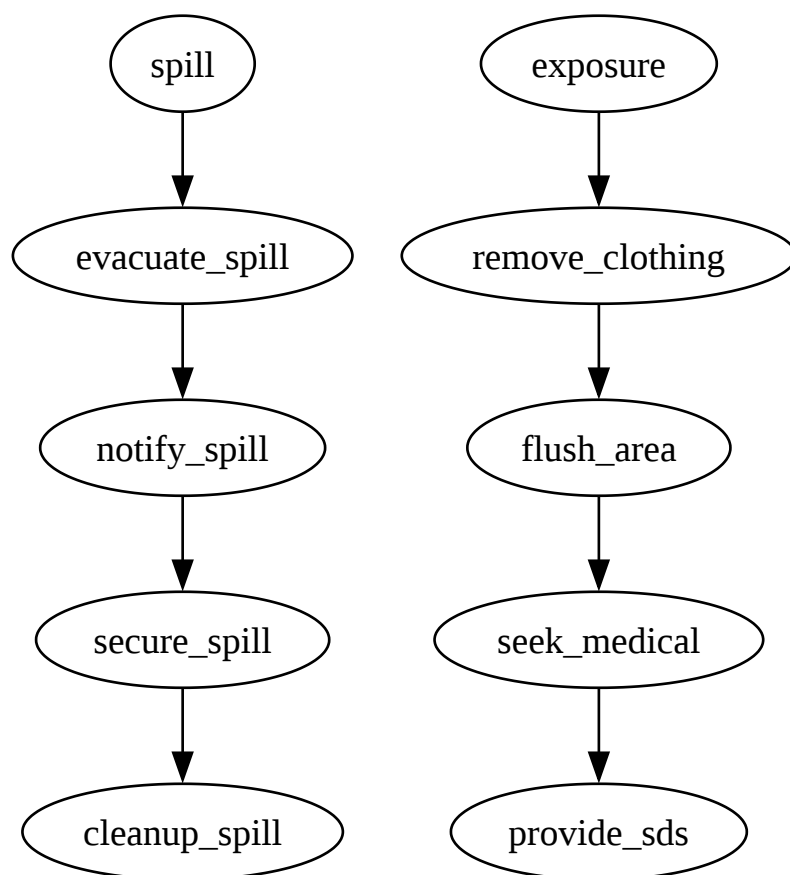 spill
evacuate_spill
notify_spill
secure_spill
cleanup_spill
exposure
remove_clothing
flush_area
seek_medical
provide_sds